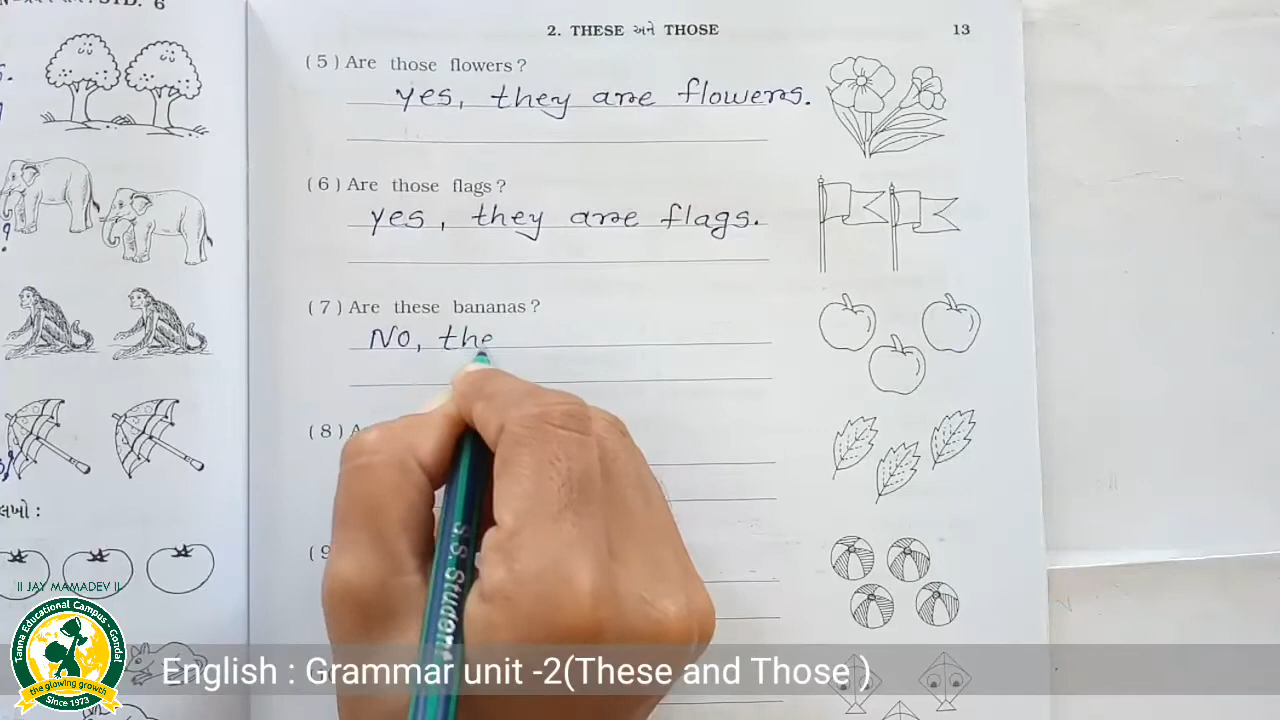 STD. 6
2. THESE અને THOSE 13
(5) Are those flowers?
yes, they are flowers.
(6) Are those flags?
yes, they are flags.
(7) Are these bananas?
No, the
(8) A
(9
લખો :
S.S. Student
॥ JAY MAMADEV ॥
Tanna Educational Campus - Gondal
the glowing growth
Since 1973
English : Grammar unit -2(These and Those )